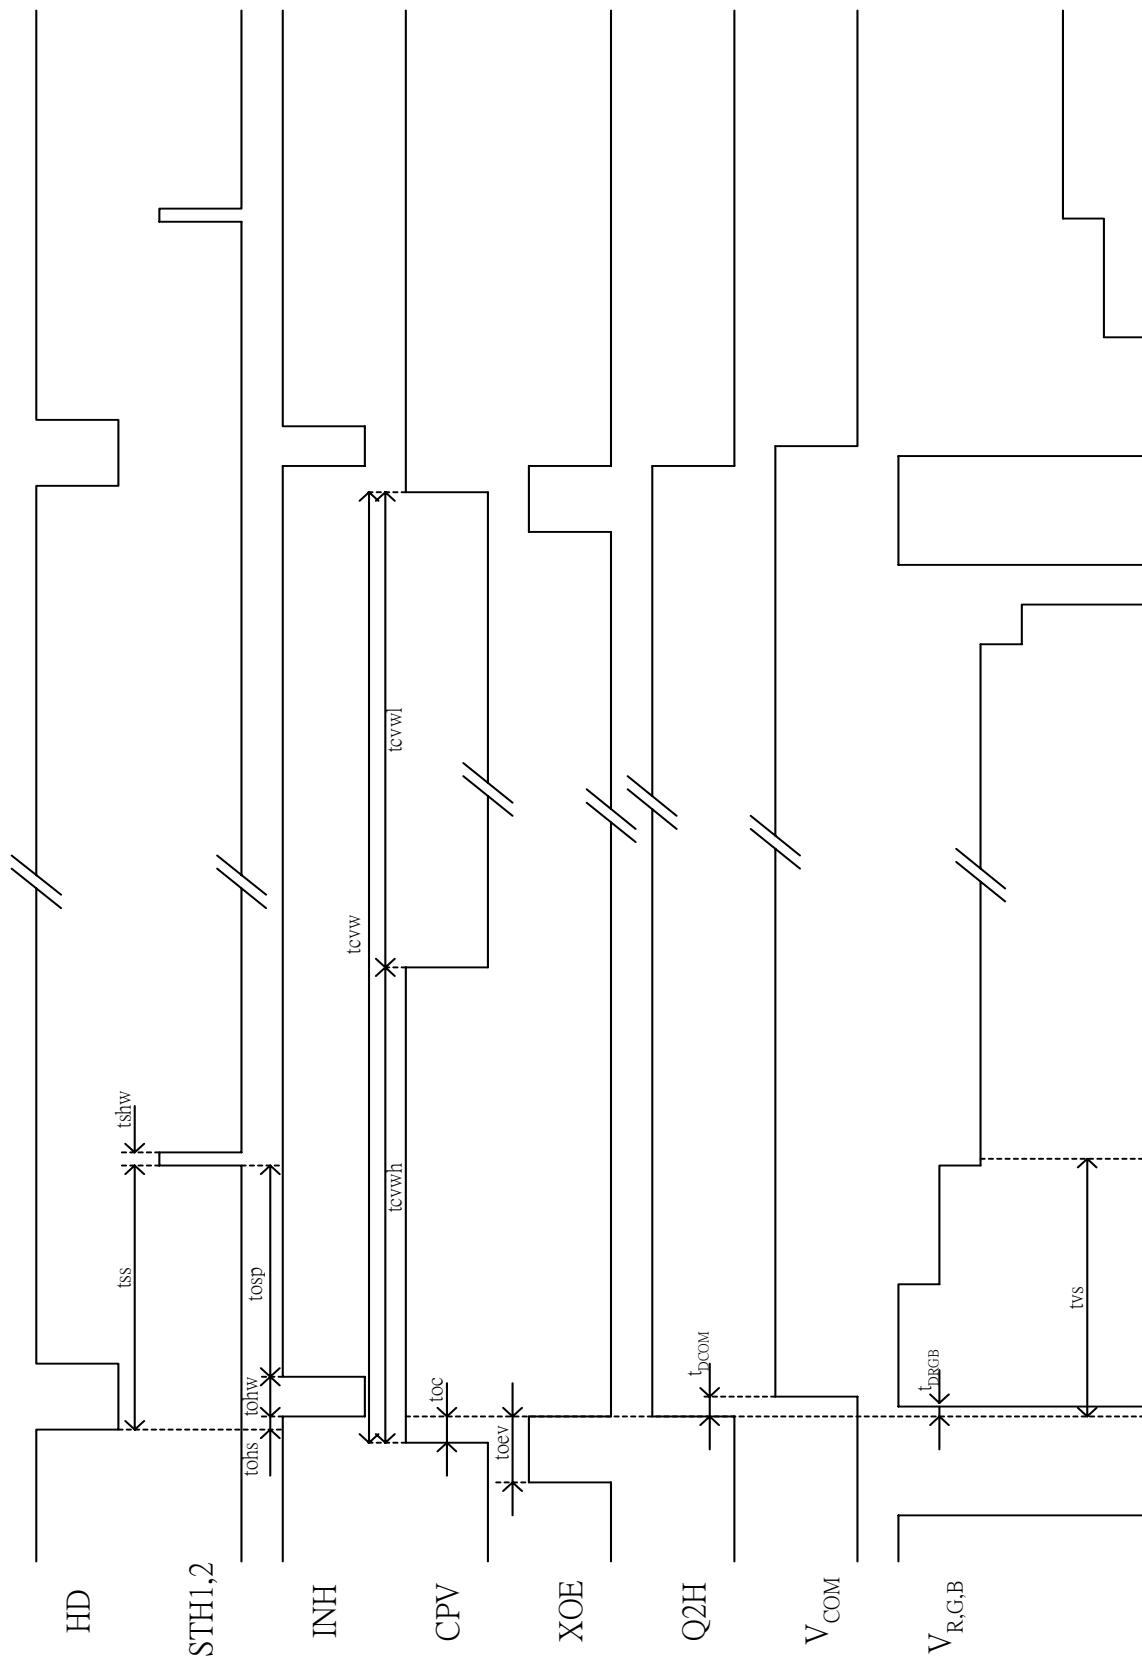 HD
STH1,2
INH
CPV
XOE
Q2H
VCOM
VR,G,B
tss
tshw
tohs
tohw
tosp
tcvw
tcvwh
tcvwl
toc
toev
tDCOM
tDRGB
tvs